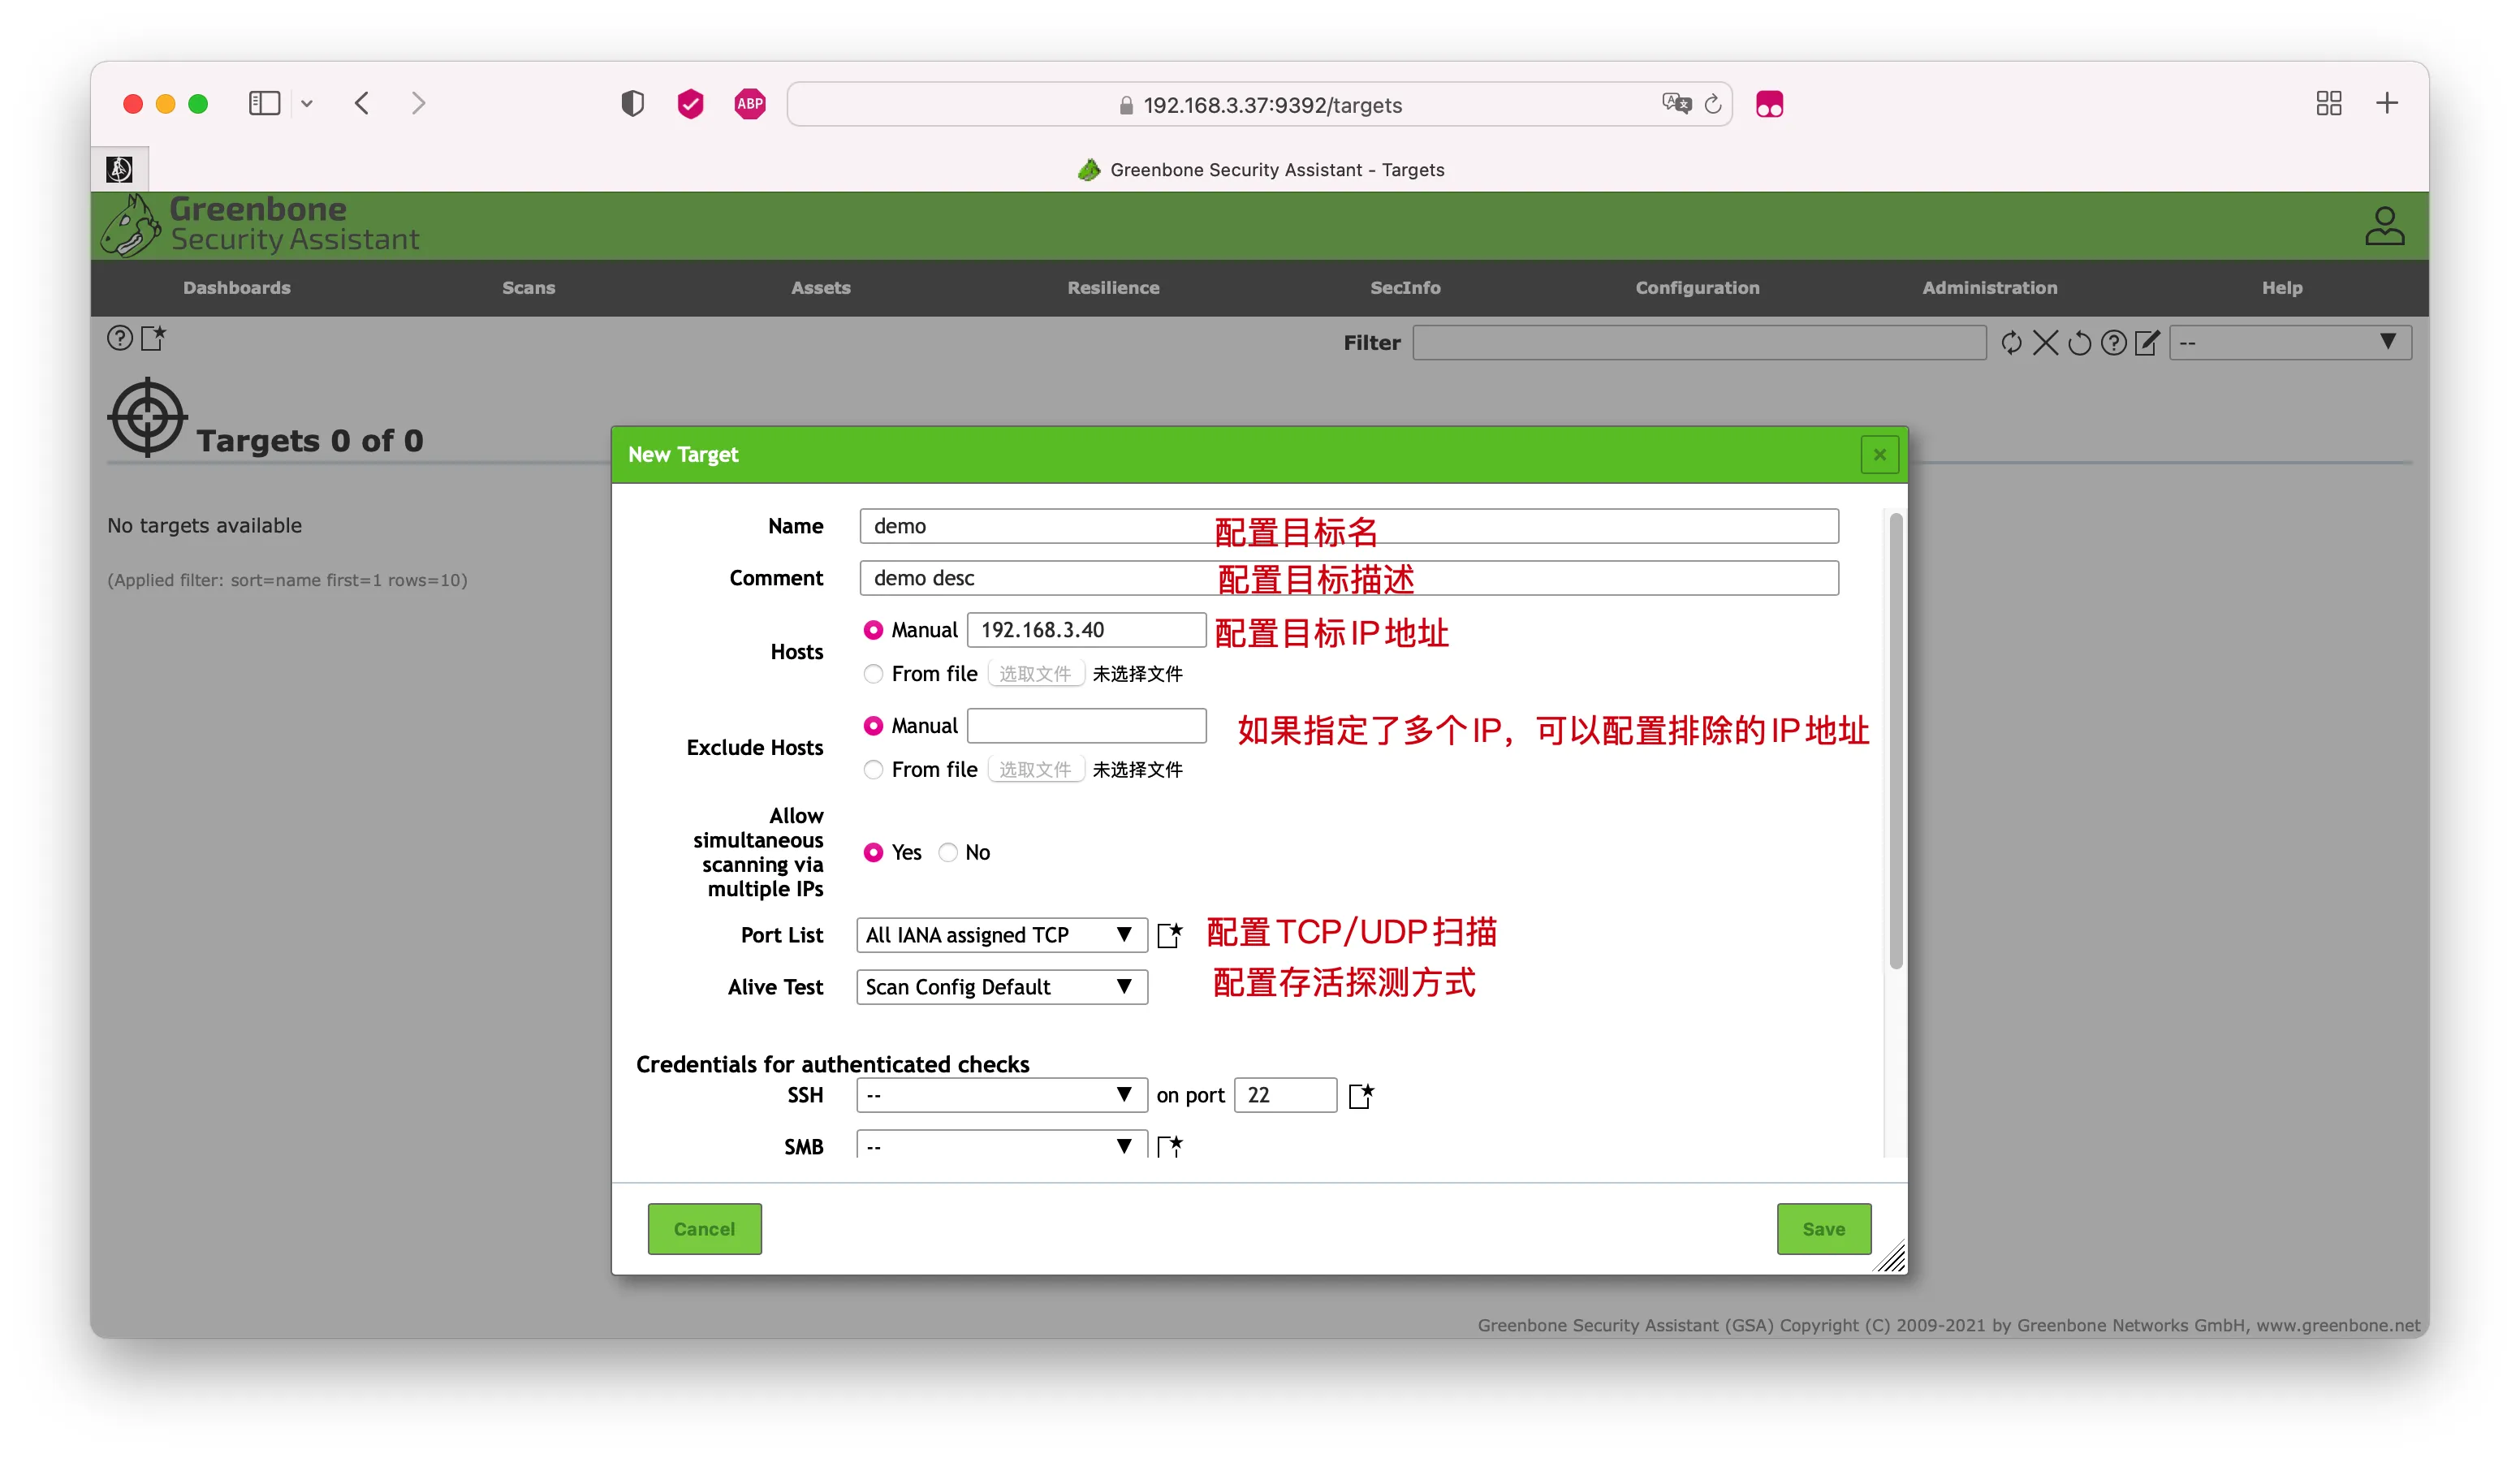 ABP
192.168.3.37:9392/targets
Greenbone Security Assistant - Targets
Greenbone
Security Assistant
Dashboards Scans Assets Resilience SecInfo Configuration Administration Help
Filter --
Targets 0 of 0
No targets available
(Applied filter: sort=name first=1 rows=10)
New Target
Name demo 配置目标名
Comment demo desc 配置目标描述
Hosts Manual 192.168.3.40 配置目标IP地址
From file 选取文件 未选择文件
Exclude Hosts Manual 如果指定了多个IP，可以配置排除的IP地址
From file 选取文件 未选择文件
Allow
simultaneous
scanning via
multiple IPs
Yes No
Port List All IANA assigned TCP 配置TCP/UDP扫描
Alive Test Scan Config Default 配置存活探测方式
Credentials for authenticated checks
SSH -- on port 22
SMB --
Cancel Save
Greenbone Security Assistant (GSA) Copyright (C) 2009-2021 by Greenbone Networks GmbH, www.greenbone.net